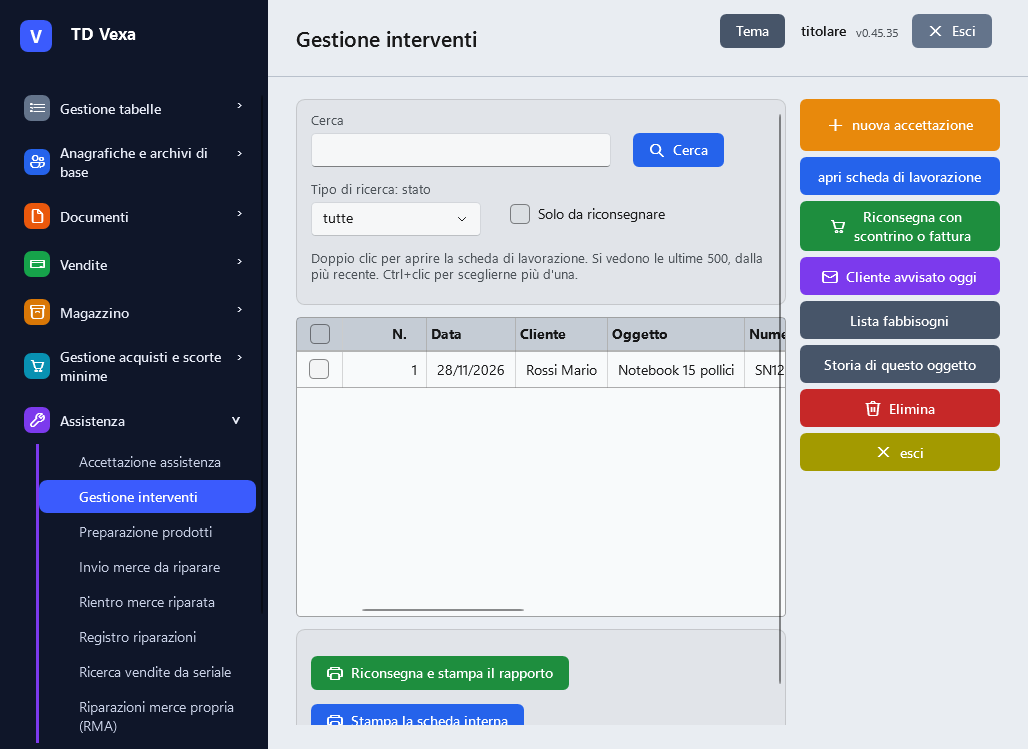 V TD Vexa
Gestione tabelle
Anagrafiche e archivi di
base
Documenti
Vendite
Magazzino
Gestione acquisti e scorte
minime
Assistenza
Accettazione assistenza
Gestione interventi
Preparazione prodotti
Invio merce da riparare
Rientro merce riparata
Registro riparazioni
Ricerca vendite da seriale
Riparazioni merce propria
(RMA)
Gestione interventi
Tema titolare v0.45.35 Esci
Cerca
Cerca
Tipo di ricerca: stato
tutte Solo da riconsegnare
Doppio clic per aprire la scheda di lavorazione. Si vedono le ultime 500, dalla
più recente. Ctrl+clic per sceglierne più d'una.
N. Data Cliente Oggetto Nume
1 28/11/2026 Rossi Mario Notebook 15 pollici SN12
Riconsegna e stampa il rapporto
Stampa la scheda interna
nuova accettazione
apri scheda di lavorazione
Riconsegna con
scontrino o fattura
Cliente avvisato oggi
Lista fabbisogni
Storia di questo oggetto
Elimina
esci